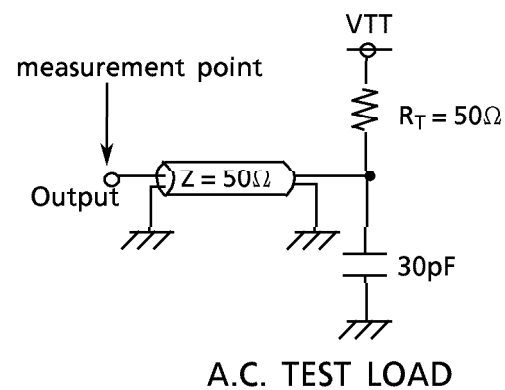 VTT
measurement point
R_T = 50Ω
Output
Z = 50Ω
30pF
A.C. TEST LOAD